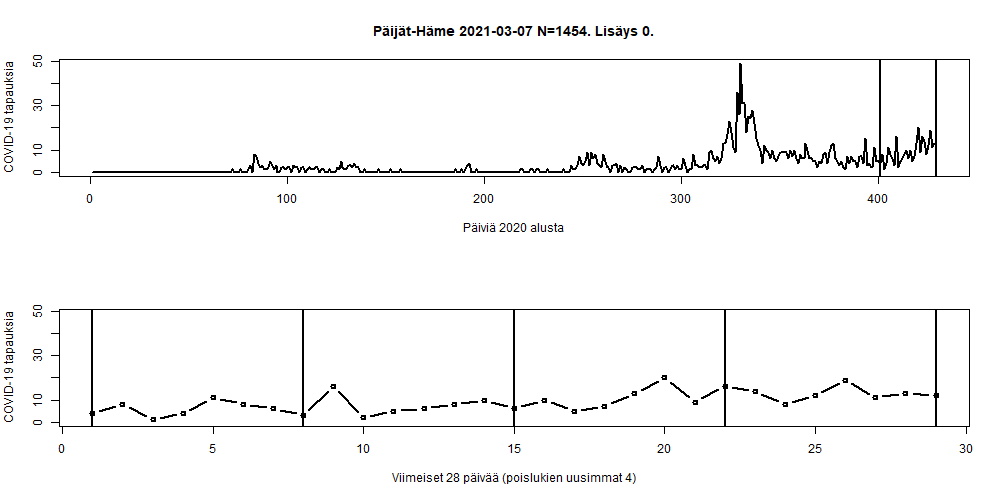 Päijät-Häme 2021-03-07 N=1454. Lisäys 0.
COVID-19 tapauksia
50
30
10
0
0 100 200 300 400
Päiviä 2020 alusta
COVID-19 tapauksia
50
30
10
0
0 5 10 15 20 25 30
Viimeiset 28 päivää (poislukien uusimmat 4)